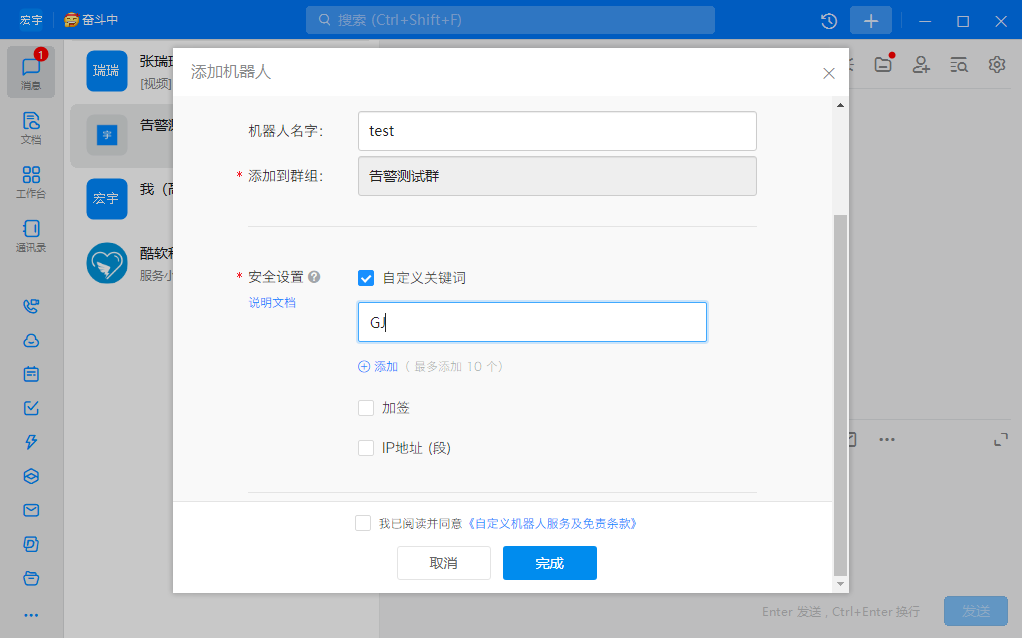 宏宇
奋斗中
搜索 (Ctrl+Shift+F)
1
消息
文档
工作台
通讯录
瑞瑞
张瑞
[视频]
宇
告警
宏宇
我（
酷软
服务小
添加机器人
机器人名字:
test
* 添加到群组:
告警测试群
* 安全设置
说明文档
自定义关键词
GJ
添加（ 最多添加 10 个）
加签
IP地址 (段)
我已阅读并同意《自定义机器人服务及免责条款》
取消
完成
Enter 发送 , Ctrl+Enter 换行
发送